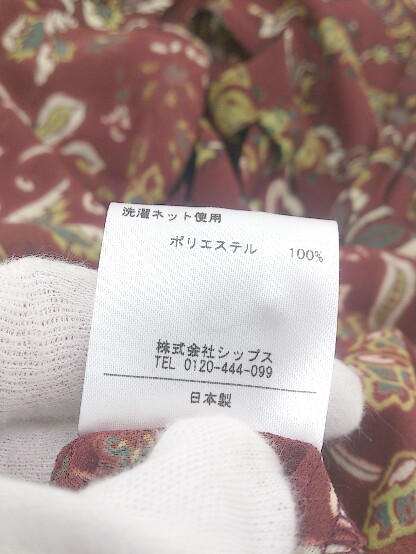 洗濯ネット使用
ポリエステル 100%
株式会社シップス
TEL 0120-444-099
日本製